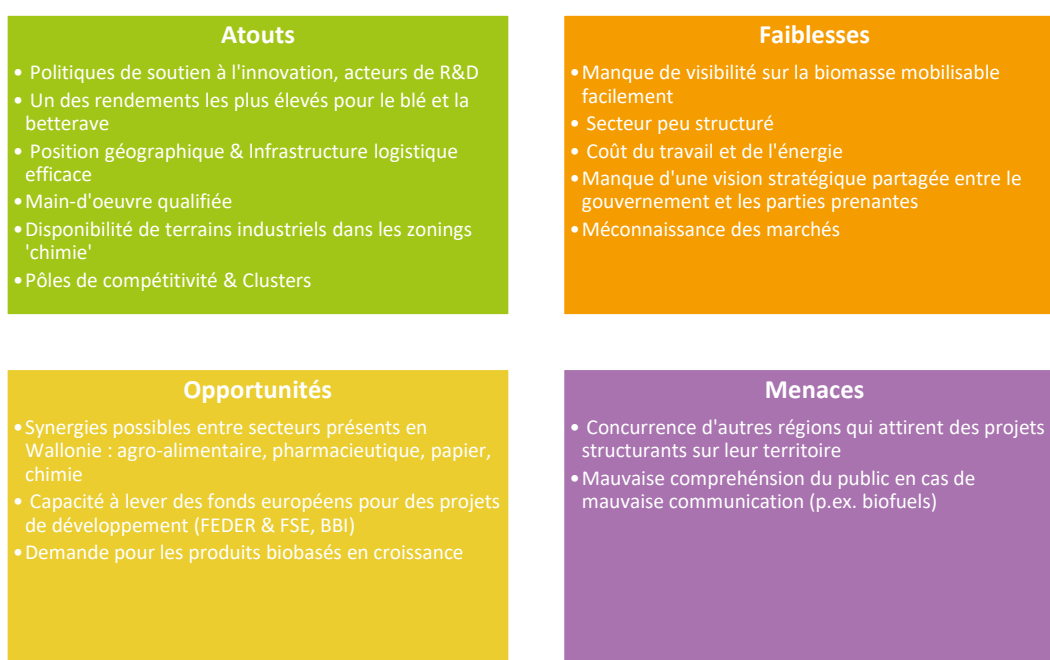 Atouts
• Politiques de soutien à l'innovation, acteurs de R&D
• Un des rendements les plus élevés pour le blé et la
betterave
• Position géographique & Infrastructure logistique
efficace
•Main-d'oeuvre qualifiée
•Disponibilité de terrains industriels dans les zonings
'chimie'
•Pôles de compétitivité & Clusters
Faiblesses
•Manque de visibilité sur la biomasse mobilisable
facilement
• Secteur peu structuré
• Coût du travail et de l'énergie
•Manque d'une vision stratégique partagée entre le
gouvernement et les parties prenantes
•Méconnaissance des marchés
Opportunités
•Synergies possibles entre secteurs présents en
Wallonie : agro-alimentaire, pharmacieutique, papier,
chimie
• Capacité à lever des fonds européens pour des projets
de développement (FEDER & FSE, BBI)
•Demande pour les produits biobasés en croissance
Menaces
• Concurrence d'autres régions qui attirent des projets
structurants sur leur territoire
•Mauvaise comprehénsion du public en cas de
mauvaise communication (p.ex. biofuels)